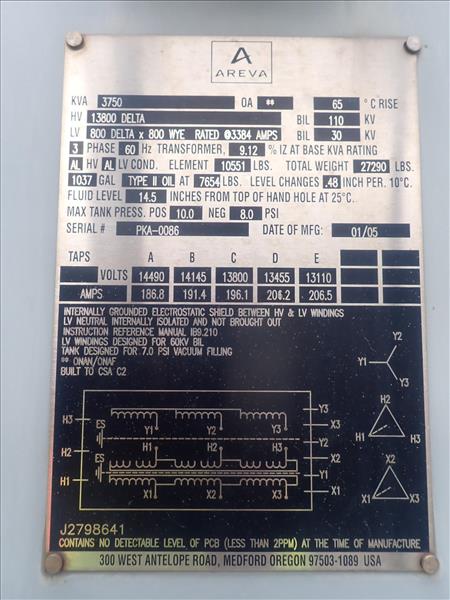 A
AREVA
KVA 3750 OA ** 65 °C RISE
HV 13800 DELTA BIL 110 KV
LV 800 DELTA x 800 WYE RATED @3384 AMPS BIL 30 KV
3 PHASE 60 Hz TRANSFORMER, 9.12 % IZ AT BASE KVA RATING
AL HV AL LV COND. ELEMENT 10551 LBS. TOTAL WEIGHT 27290 LBS.
1037 GAL TYPE II OIL AT 7654 LBS. LEVEL CHANGES .48 INCH PER. 10°C.
FLUID LEVEL 14.5 INCHES FROM TOP OF HAND HOLE AT 25°C.
MAX TANK PRESS. POS 10.0 NEG 8.0 PSI
SERIAL # PKA-0086 DATE OF MFG: 01/05
TAPS A B C D E
VOLTS 14490 14145 13800 13455 13110
AMPS 186.8 191.4 196.1 201.2 206.5
INTERNALLY GROUNDED ELECTROSTATIC SHIELD BETWEEN HV & LV WINDINGS
LV NEUTRAL INTERNALLY ISOLATED AND NOT BROUGHT OUT
INSTRUCTION REFERENCE MANUAL IB9.210
LV WINDINGS DESIGNED FOR 60KV BIL
TANK DESIGNED FOR 7.0 PSI VACUUM FILLING
** ONAN/ONAF
BUILT TO CSA C2
Y2
Y1
Y3
H2
H1 H3
X2
X1 X3
H3
H2
H1
ES
Y1 Y2 Y3
H1 H2 H3
ES
X1 X2 X3
Y3
X3
Y2
X2
Y1
X1
J2798641
CONTAINS NO DETECTABLE LEVEL OF PCB (LESS THAN 2PPM) AT THE TIME OF MANUFACTURE
300 WEST ANTELOPE ROAD, MEDFORD OREGON 97503-1089 USA